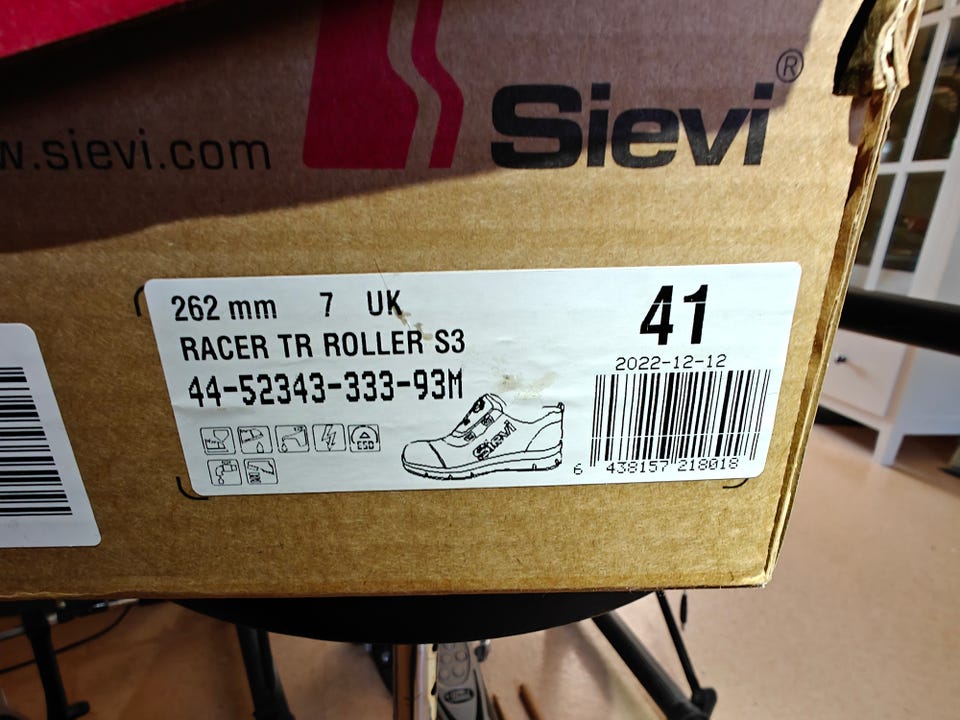 Sievi®
w.sievi.com
262 mm 7 UK
41
RACER TR ROLLER S3
2022-12-12
44-52343-333-93M
Sievi
ESD
6 438157 218018